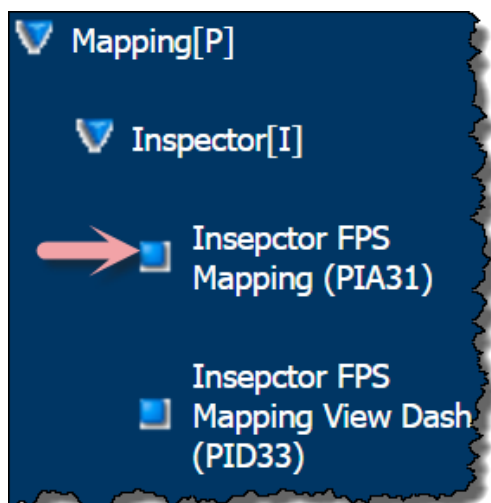 Mapping[P]
Inspector[I]
Insepctor FPS
Mapping (PIA31)
Insepctor FPS
Mapping View Dash
(PID33)